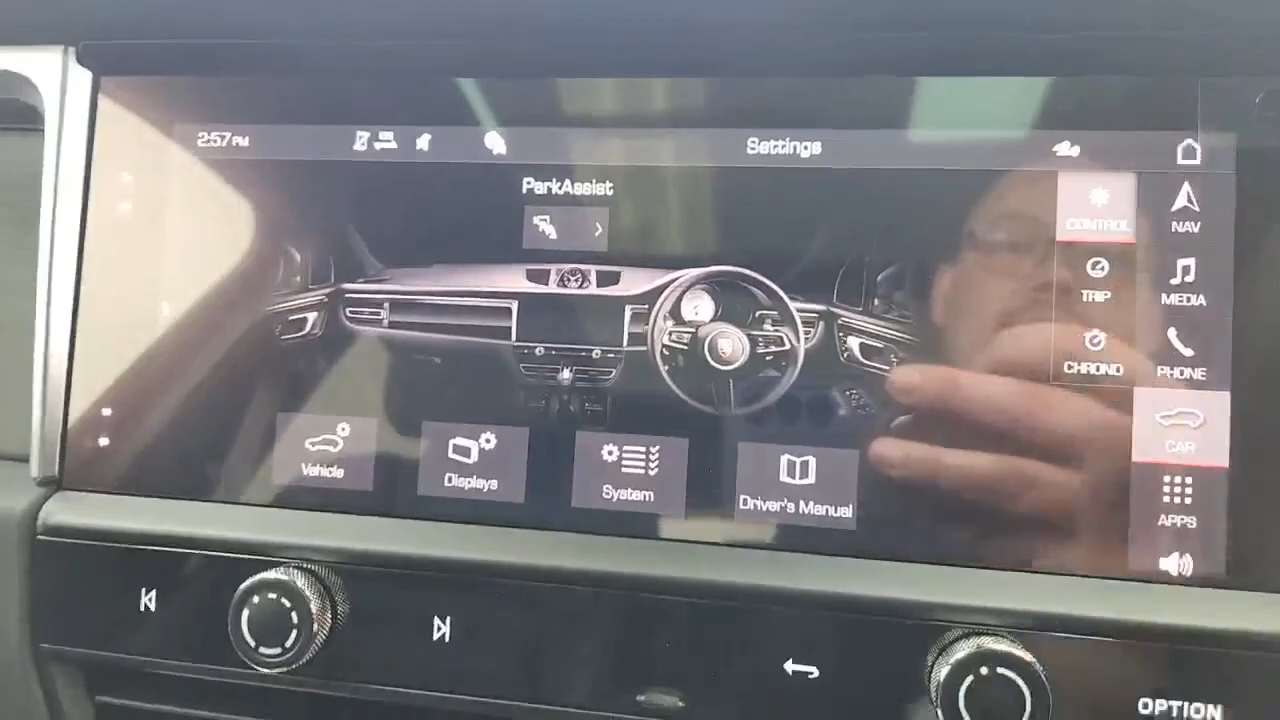 2:57 PM
Settings
ParkAssist
CONTROL
NAV
TRIP
MEDIA
CHRONO
PHONE
CAR
Vehicle
Displays
System
Driver's Manual
APPS
OPTION